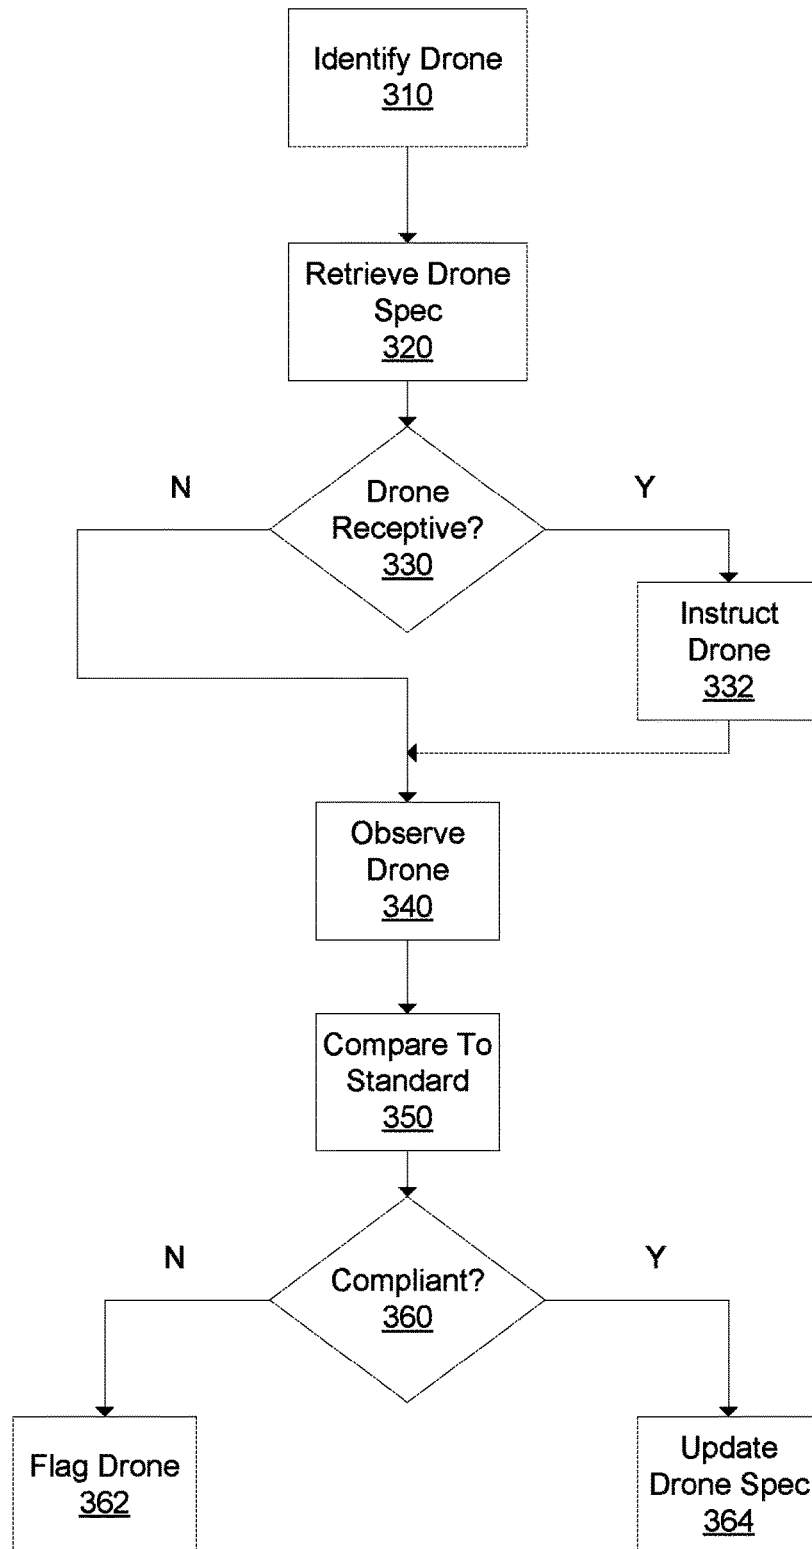 Identify Drone
310
Retrieve Drone
Spec
320
N
Y
Drone
Receptive?
330
Instruct
Drone
332
Observe
Drone
340
Compare To
Standard
350
N
Y
Compliant?
360
Flag Drone
362
Update
Drone Spec
364